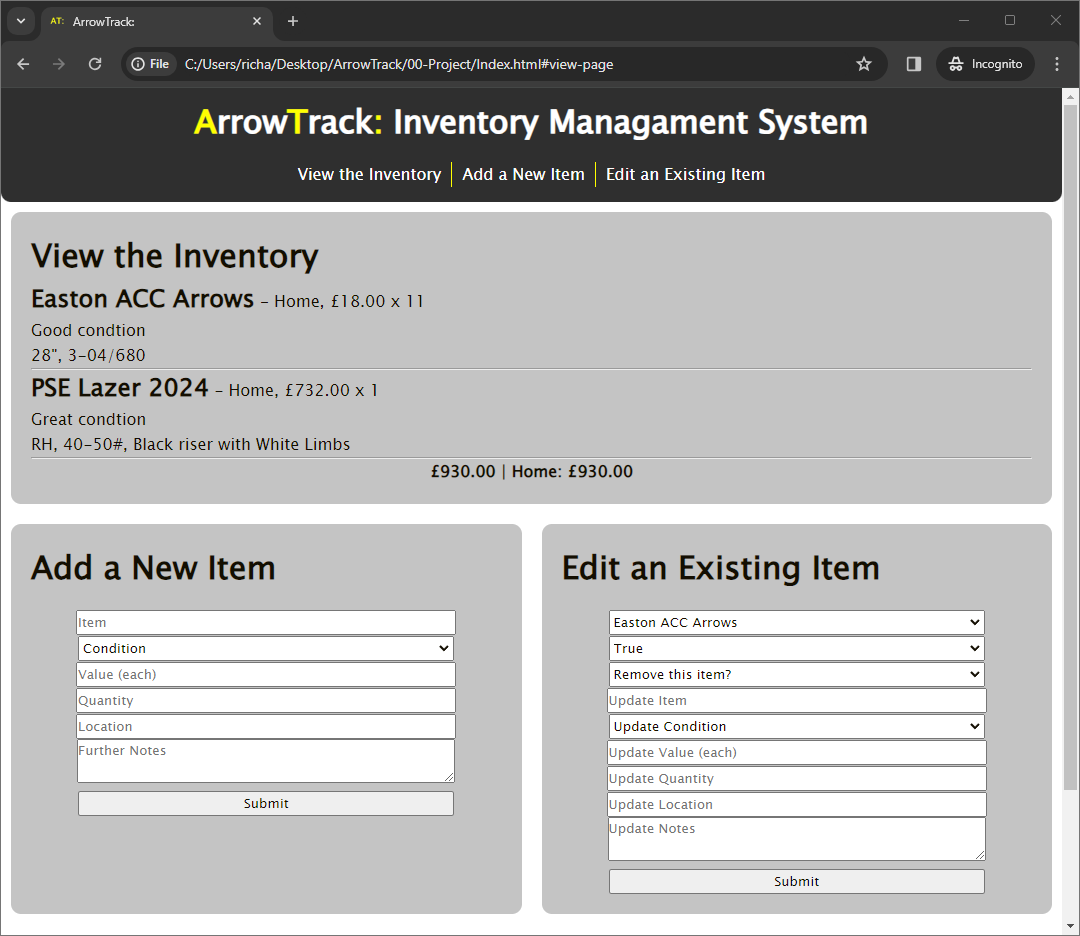 AT: ArrowTrack:
File C:/Users/richa/Desktop/ArrowTrack/00-Project/Index.html#view-page Incognito
ArrowTrack: Inventory Managament System
View the Inventory Add a New Item Edit an Existing Item
View the Inventory
Easton ACC Arrows - Home, £18.00 x 11
Good condtion
28", 3-04/680
PSE Lazer 2024 - Home, £732.00 x 1
Great condtion
RH, 40-50#, Black riser with White Limbs
£930.00 | Home: £930.00
Add a New Item
Item
Condition
Value (each)
Quantity
Location
Further Notes
Submit
Edit an Existing Item
Easton ACC Arrows
True
Remove this item?
Update Item
Update Condition
Update Value (each)
Update Quantity
Update Location
Update Notes
Submit